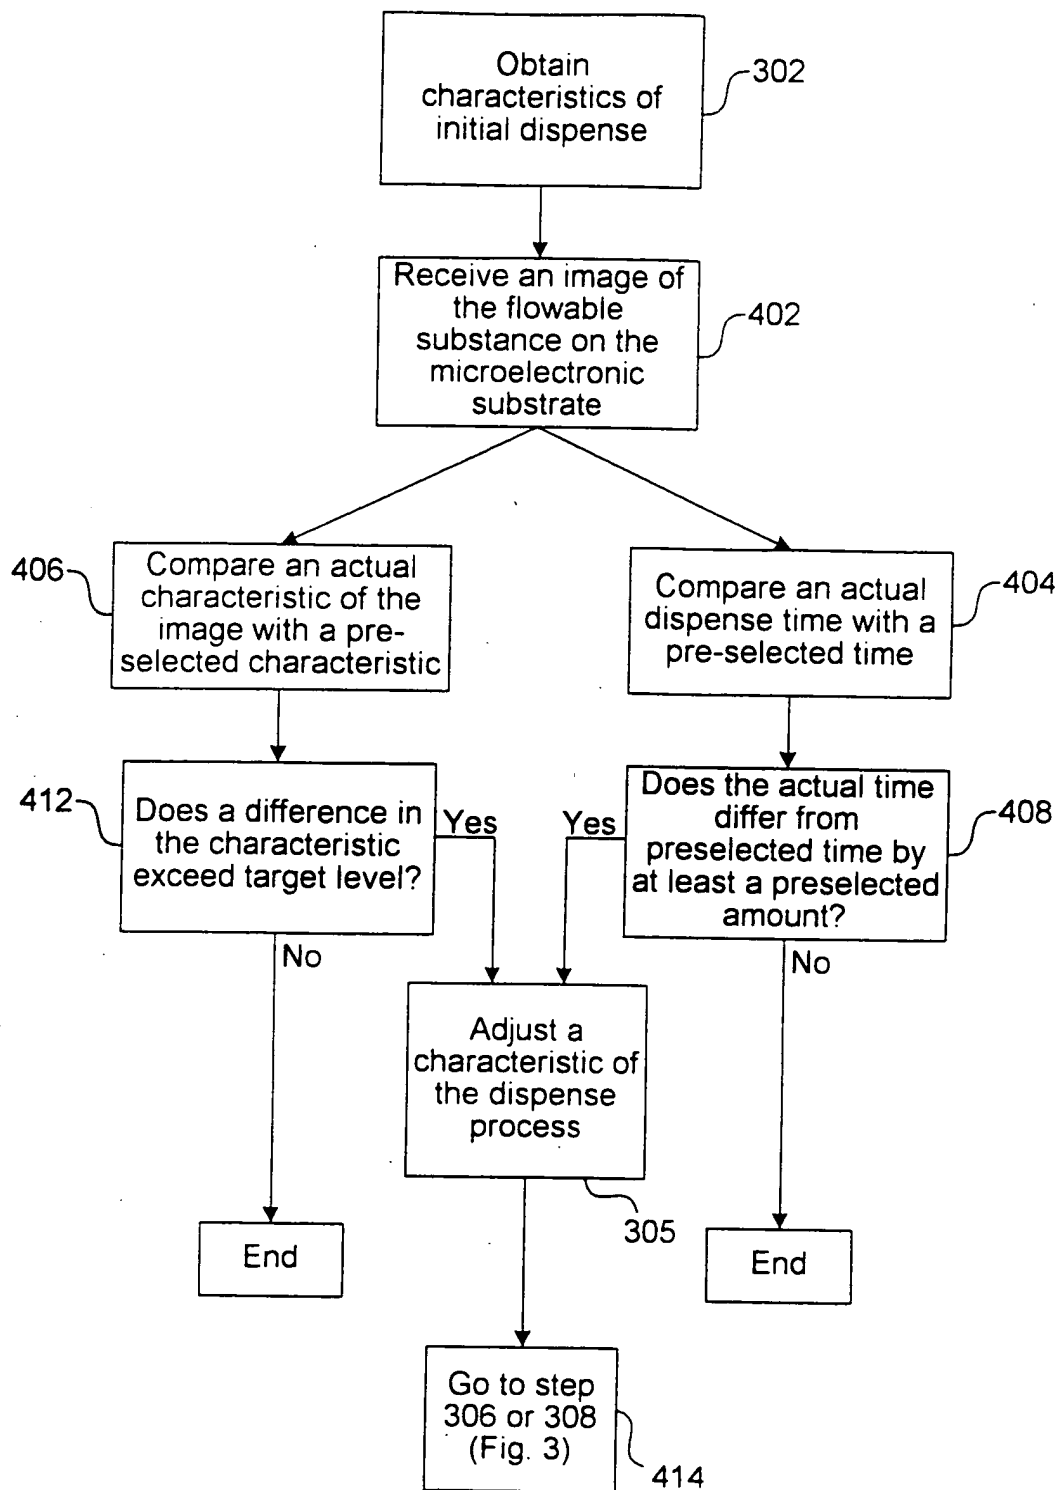 Obtain
characteristics of
initial dispense
302
Receive an image of
the flowable
substance on the
microelectronic
substrate
402
406
Compare an actual
characteristic of the
image with a pre-
selected characteristic
Compare an actual
dispense time with a
pre-selected time
404
412
Does a difference in
the characteristic
exceed target level?
Yes
Yes
Does the actual time
differ from
preselected time by
at least a preselected
amount?
408
No
No
Adjust a
characteristic of
the dispense
process
305
End
End
Go to step
306 or 308
(Fig. 3)
414